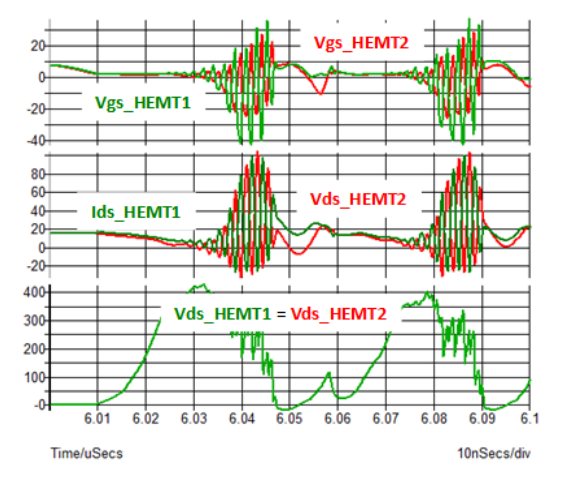 Vgs_HEMT2
20
0
Vgs_HEMT1
-20
-40
80
60
Ids_HEMT1
Vds_HEMT2
40
20
0
-20
400
Vds_HEMT1 = Vds_HEMT2
300
200
100
-0
6.01 6.02 6.03 6.04 6.05 6.06 6.07 6.08 6.09 6.1
Time/uSecs
10nSecs/div